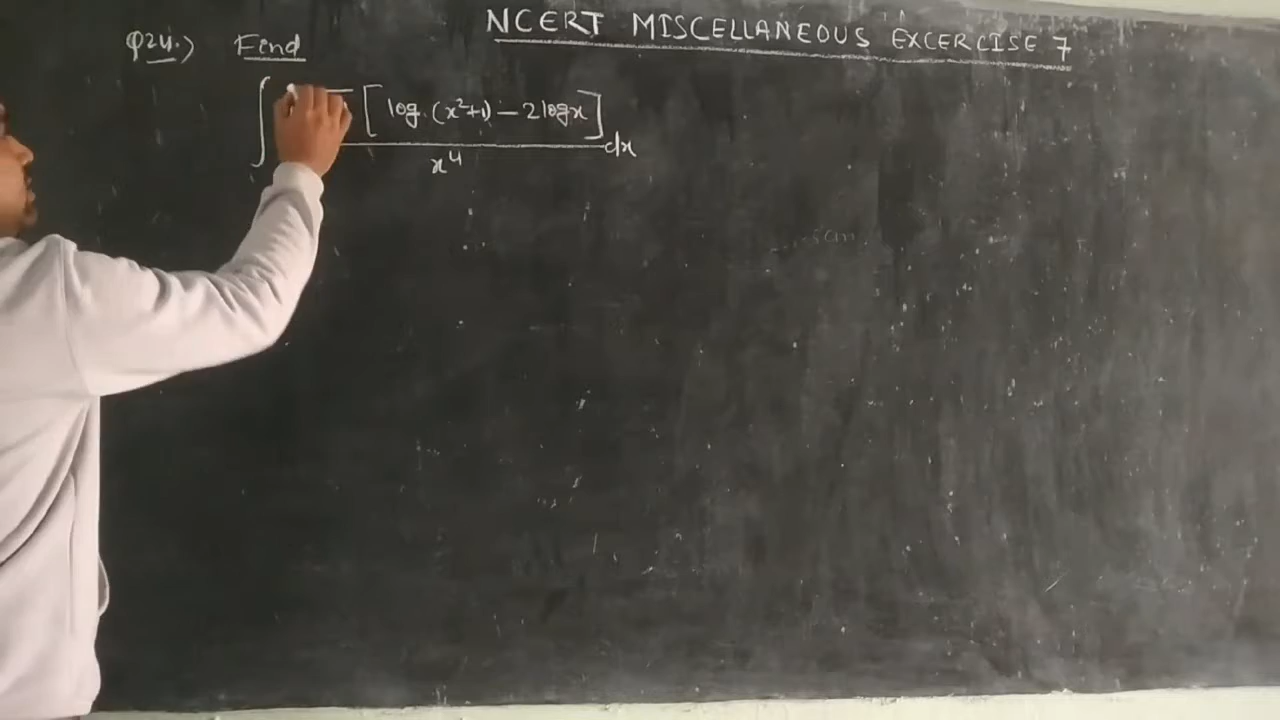 NCERT MISCELLANEOUS EXCERCISE 7
Q24.) Find
∫ [log (x²+1) – 2logx] / x⁴ dx